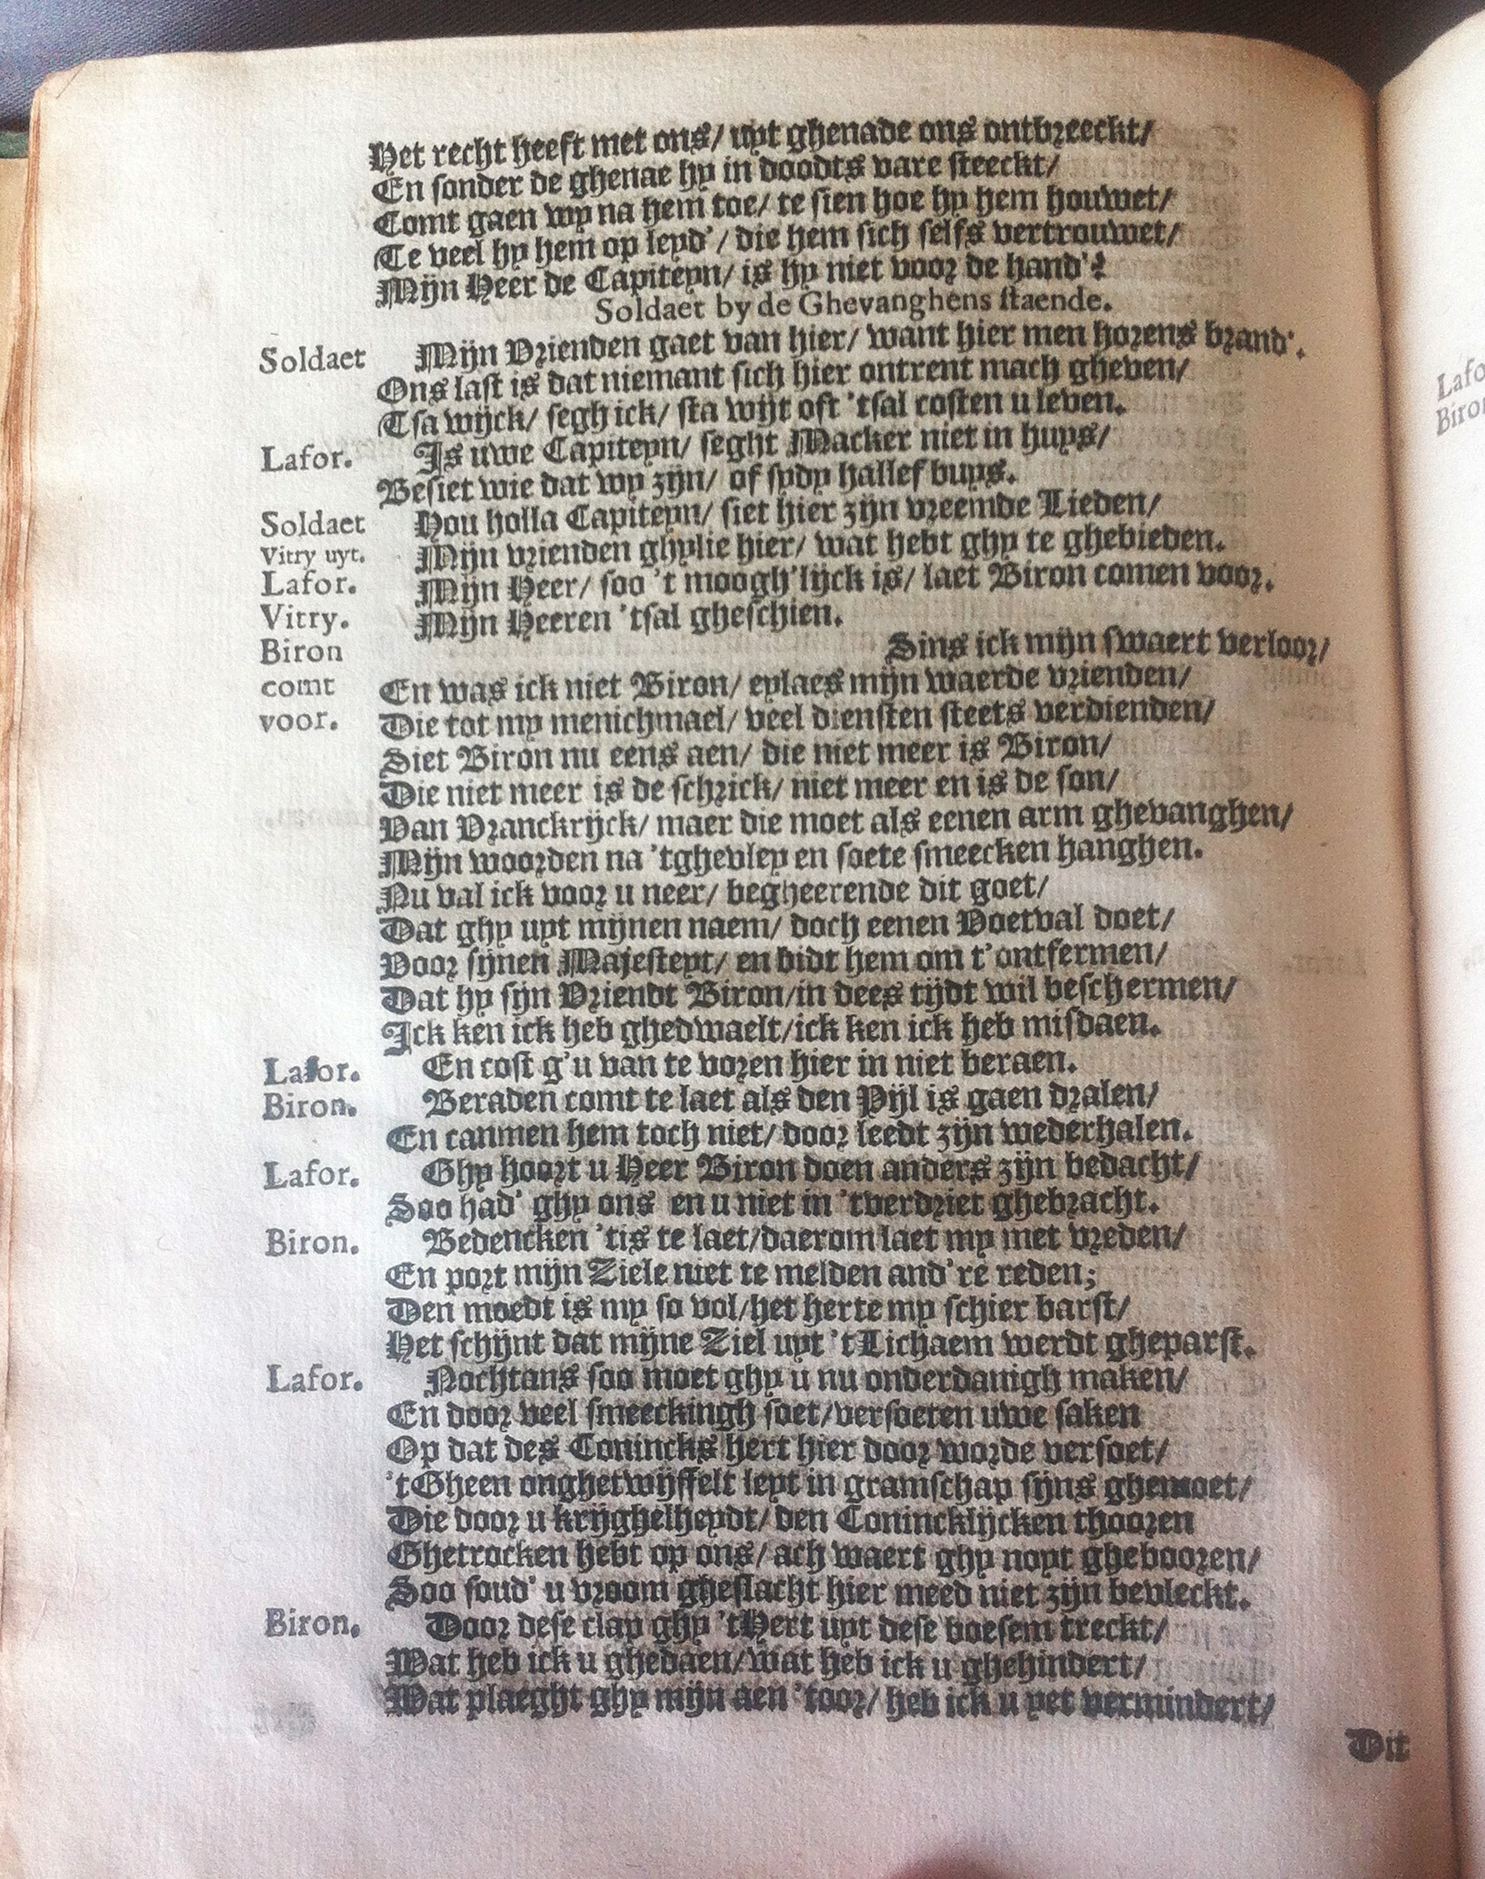 Het recht heeft met ons/ uyt ghenade ons ontbreeckt/
En sonder de ghenae hy in doodts vare steeckt/
Comt gaen wy na hem toe/ te sien hoe hy hem houwet/
Te veel hy hem op leyd'/ die hem sich selfs vertrouwet/
Mijn Heer de Capiteyn/ is hy niet voor de hand'?
Soldaet by de Ghevanghens staende.
Soldaet Mijn Vrienden gaet van hier/ want hier men horens brand'.
Ons last is dat niemant sich hier ontrent mach gheven/
Tsa wijck/ segh ick/ sta wijt oft 'tsal costen u leven.
Lafor. Is uwe Capiteyn/ seght Macker niet in huys/
Besiet wie dat wy zijn/ of sydy hallef buys.
Soldaet Hou holla Capiteyn/ siet hier zijn vreemde Lieden/
Vitry uyt. Mijn vrienden ghylie hier/ wat hebt ghy te ghebieden.
Lafor. Mijn Heer/ soo 't moogh'lijck is/ laet Biron comen voor.
Vitry. Mijn Heeren 'tsal gheschien.
Biron Sins ick mijn swaert verloor/
comt En was ick niet Biron/ eylaes mijn waerde vrienden/
voor. Die tot my menichmael/ veel diensten steets verdienden/
Siet Biron nu eens aen/ die niet meer is Biron/
Die niet meer is de schrick/ niet meer en is de son/
Van Vranckrijck/ maer die moet als eenen arm ghevanghen/
Mijn woorden na 'tghevley en soete smeecken hanghen.
Nu val ick voor u neer/ begheerende dit goet/
Dat ghy uyt mijnen naem/ doch eenen Voetval doet/
Voor sijnen Majesteyt/ en bidt hem om t'ontfermen/
Dat hy sijn Vriendt Biron/in dees tijdt wil beschermen/
Ick ken ick heb ghedwaelt/ick ken ick heb misdaen.
Lafor. En cost g'u van te voren hier in niet beraen.
Biron. Beraden comt te laet als den Pijl is gaen dralen/
En canmen hem toch niet/ door leedt zijn wederhalen.
Lafor. Ghy hoort u Heer Biron doen anders zijn bedacht/
Soo had' ghy ons en u niet in 'tverdriet ghebracht.
Biron. Bedencken 'tis te laet/daerom laet my met vreden/
En port mijn Ziele niet te melden and're reden;
Den moedt is my so vol/het herte my schier barst/
Het schijnt dat mijne Ziel uyt 't Lichaem werdt gheparst.
Lafor. Nochtans soo moet ghy u nu onderdanigh maken/
En door veel smeeckingh soet/versoeten uwe saken
Op dat des Conincks hert hier door worde versoet/
'tGheen onghetwijffelt leyt in gramschap sijns ghemoet/
Die door u krijghelheydt/ den Conincklijcken thooren
Ghetrocken hebt op ons/ ach waert ghy noyt ghebooren/
Soo soud' u vroom gheslacht hier meed niet zijn bevleckt.
Biron. Door dese clap ghy 'tHert uyt dese boesem treckt/
Wat heb ick u ghedaen/wat heb ick u ghehindert/
Wat plaeght ghy mijn aen 'toor/ heb ick u yet vermindert/
Dit
Lafo
Biron